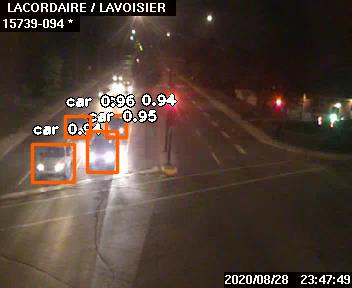 LACORDAIRE / LAVOISIER
15739-094 *
car 0.96 0.94
car 0.95
car 0.94
2020/08/28 23:47:49